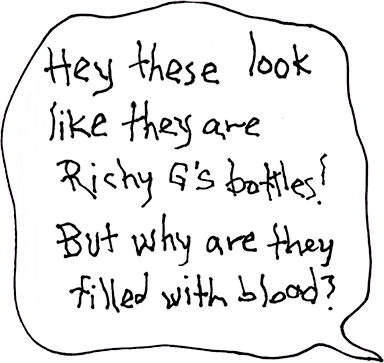 Hey these look
like they are
Richy G's bottles!
But why are they
filled with blood?